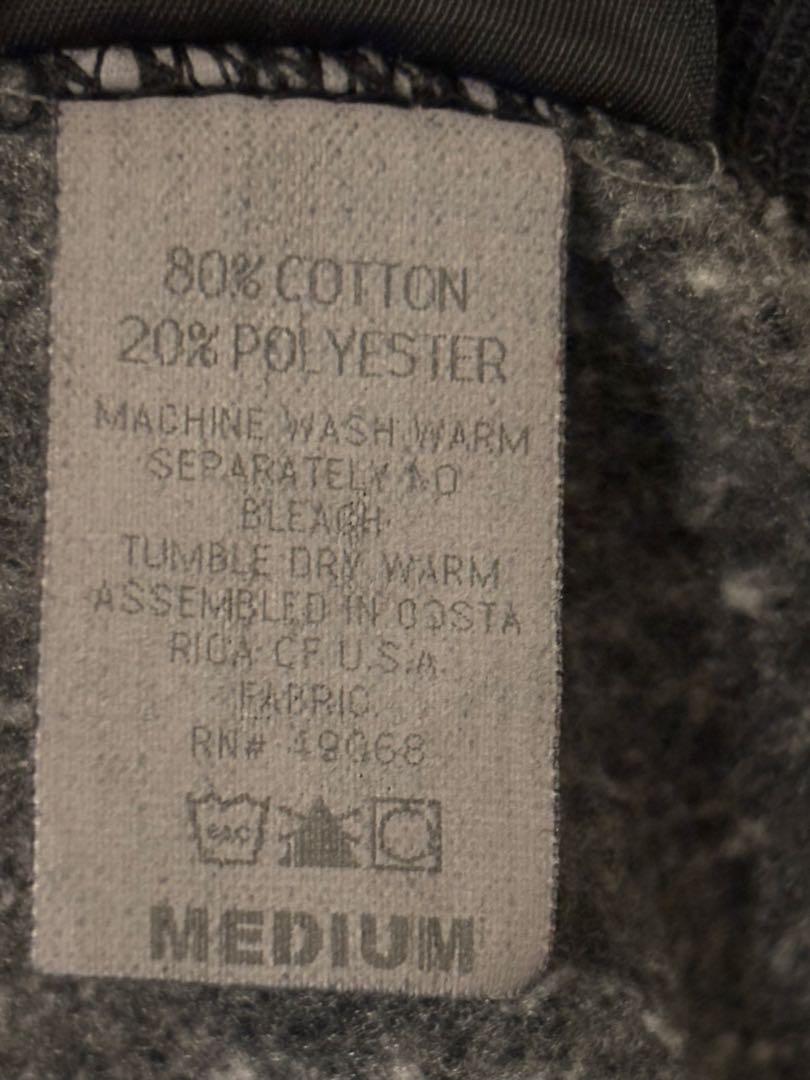 80% COTTON
20% POLYESTER
MACHINE WASH WARM
SEPARATELY NO
BLEACH
TUMBLE DRY WARM
ASSEMBLED IN COSTA
RICA OF U.S.A.
FABRIC
RN# 49068
MEDIUM